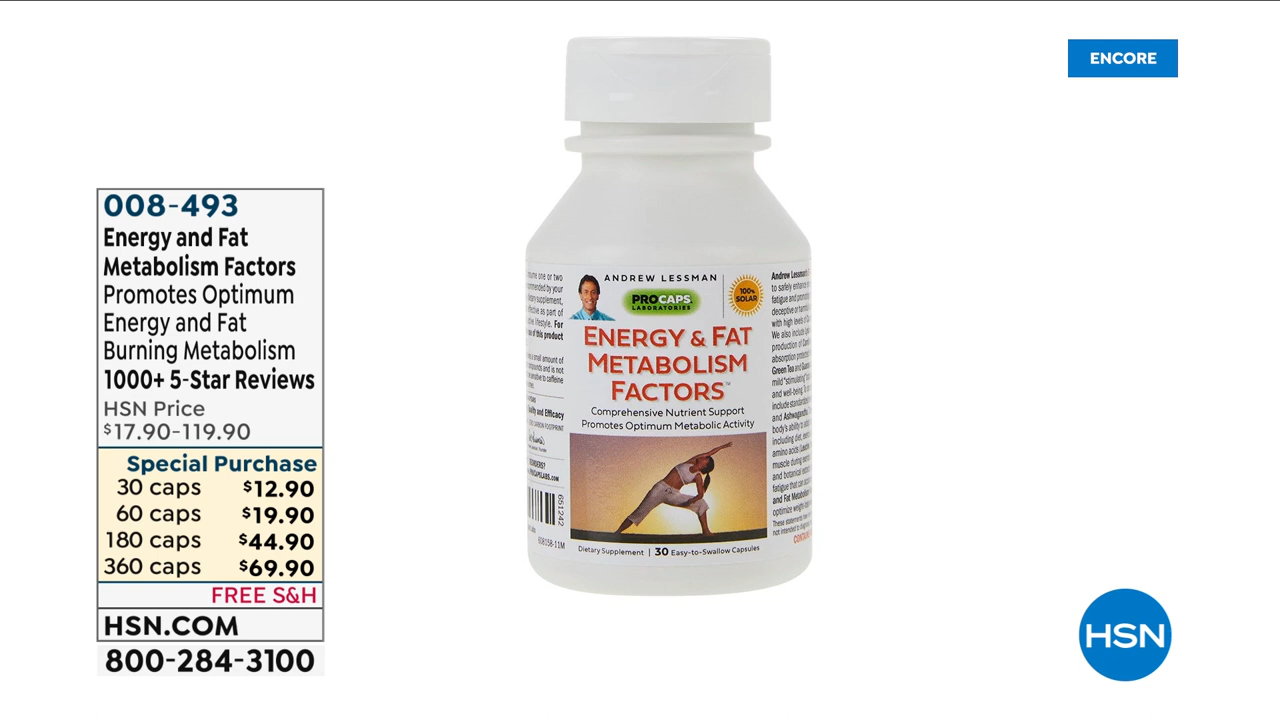 ENCORE
008-493
Energy and Fat
Metabolism Factors
Promotes Optimum
Energy and Fat
Burning Metabolism
1000+ 5-Star Reviews
HSN Price
$17.90-119.90
Special Purchase
30 caps $12.90
60 caps $19.90
180 caps $44.90
360 caps $69.90
FREE S&H
HSN.COM
800-284-3100
ANDREW LESSMAN
PROCAPS
LABORATORIES
100%
SOLAR
ENERGY & FAT
METABOLISM
FACTORS™
Comprehensive Nutrient Support
Promotes Optimum Metabolic Activity
Dietary Supplement | 30 Easy-to-Swallow Capsules
651242
HSN